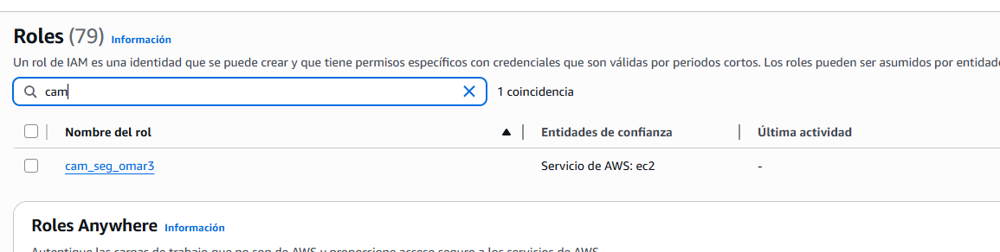 Roles (79) Información
Un rol de IAM es una identidad que se puede crear y que tiene permisos específicos con credenciales que son válidas por periodos cortos. Los roles pueden ser asumidos por entidade
cam
1 coincidencia
Nombre del rol
Entidades de confianza
Última actividad
cam_seg_omar3
Servicio de AWS: ec2
-
Roles Anywhere Información
Autentique las cargas de trabajo que no son de AWS y proporcione acceso seguro a los servicios de AWS